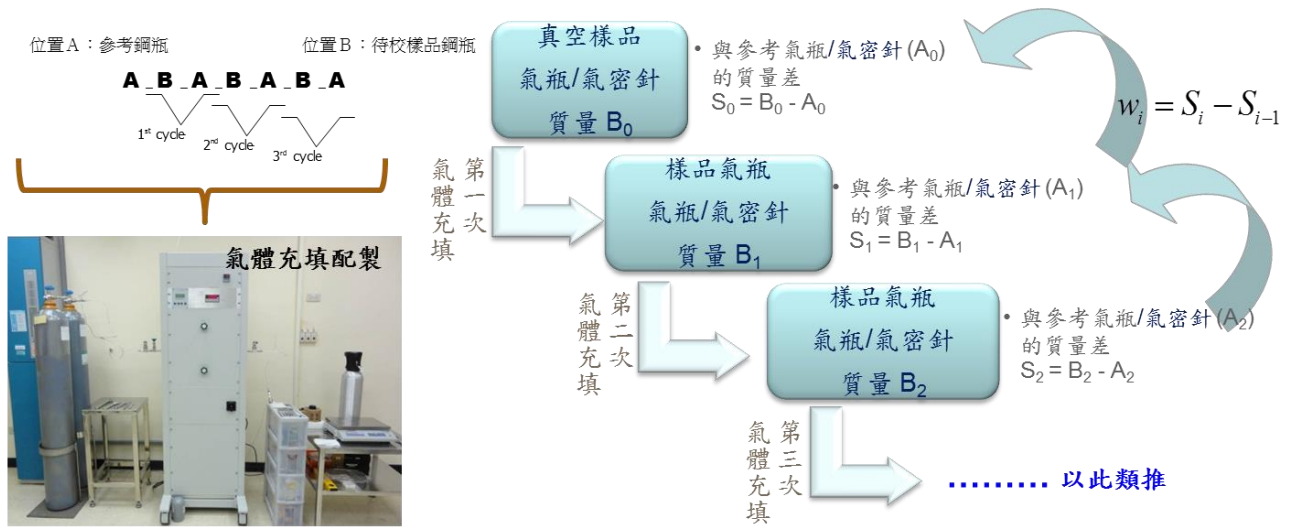 位置A：參考鋼瓶
位置B：待校樣品鋼瓶
A _ B _ A _ B _ A _ B _ A
1st cycle
2rd cycle
3rd cycle
氣體充填配製
真空樣品
氣瓶/氣密針
質量 B0
• 與參考氣瓶/氣密針(A0)
的質量差
S0 = B0 - A0
第一次
氣體充填
樣品氣瓶
氣瓶/氣密針
質量 B1
• 與參考氣瓶/氣密針(A1)
的質量差
S1 = B1 - A1
第二次
氣體充填
樣品氣瓶
氣瓶/氣密針
質量 B2
• 與參考氣瓶/氣密針(A2)
的質量差
S2 = B2 - A2
第三次
氣體充填
......... 以此類推
wi = Si − Si−1